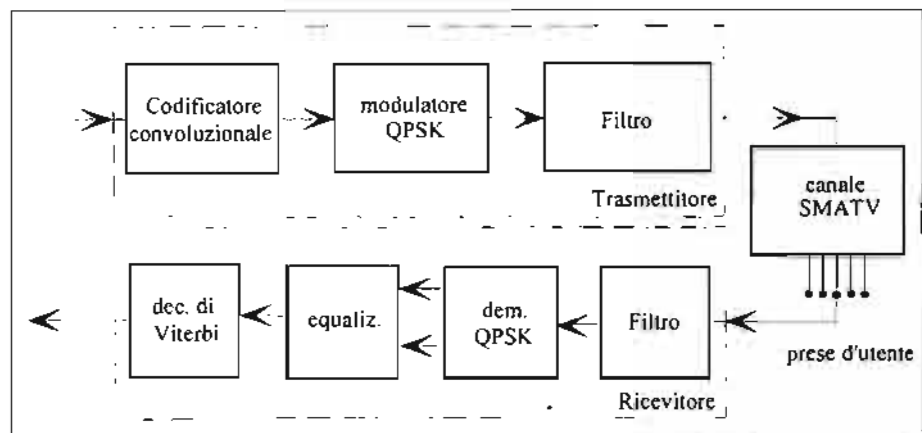 Codificatore
convoluzionale
modulatore
QPSK
Filtro
Trasmettitore
canale
SMATV
dec. di
Viterbi
equaliz.
dem.
QPSK
Filtro
prese d'utente
Ricevitore